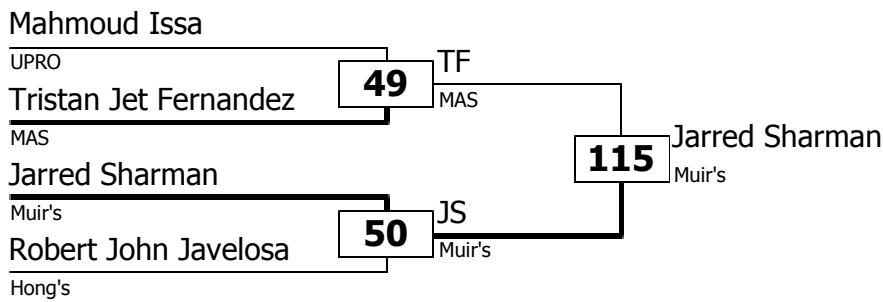 Mahmoud Issa
UPRO
49
TF
MAS
Tristan Jet Fernandez
MAS
115
Jarred Sharman
Muir's
Jarred Sharman
Muir's
50
JS
Muir's
Robert John Javelosa
Hong's